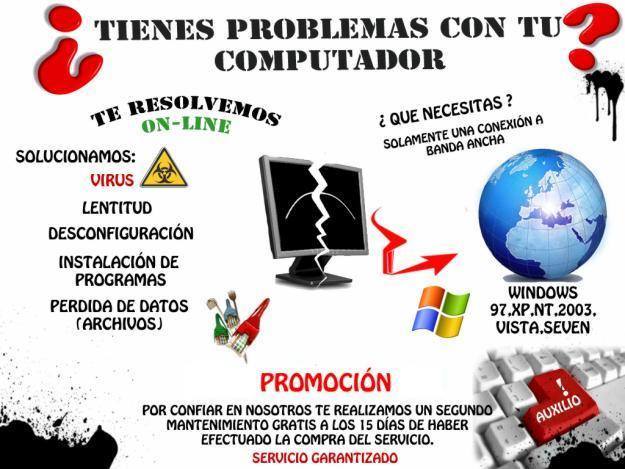 ¿TIENES PROBLEMAS CON TU
COMPUTADOR?
TE RESOLVEMOS
ON-LINE
¿ QUE NECESITAS ?
SOLAMENTE UNA CONEXIÓN A
BANDA ANCHA
SOLUCIONAMOS:
VIRUS
LENTITUD
DESCONFIGURACIÓN
INSTALACIÓN DE
PROGRAMAS
PERDIDA DE DATOS
(ARCHIVOS)
WINDOWS
97,XP,NT,2003,
VISTA,SEVEN
PROMOCIÓN
POR CONFIAR EN NOSOTROS TE REALIZAMOS UN SEGUNDO
MANTENIMIENTO GRATIS A LOS 15 DÍAS DE HABER
EFECTUADO LA COMPRA DEL SERVICIO.
SERVICIO GARANTIZADO
!
AUXILIO